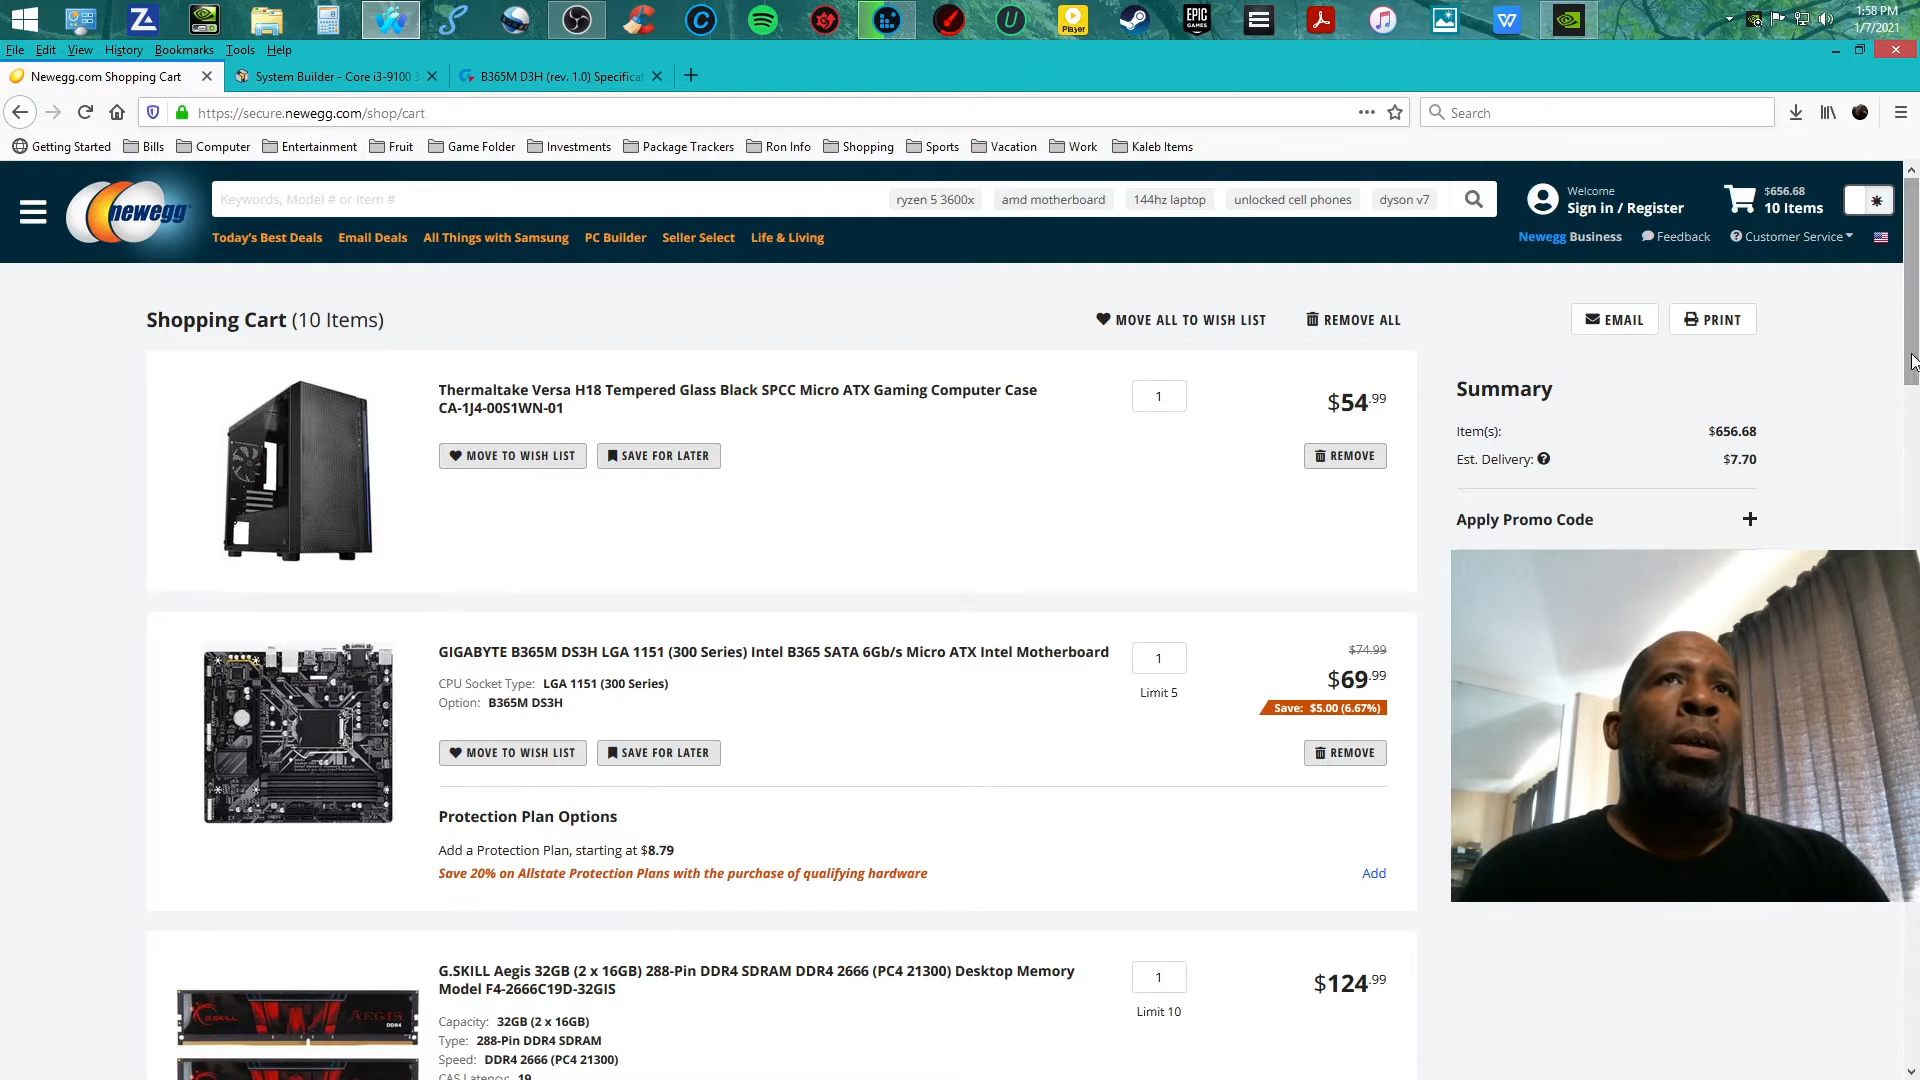 1:58 PM
1/7/2021
Player
EPIC
GAMES
File Edit View History Bookmarks Tools Help
Newegg.com Shopping Cart
System Builder - Core i3-9100 3
B365M D3H (rev. 1.0) Specificat
https://secure.newegg.com/shop/cart
Search
Getting Started Bills Computer Entertainment Fruit Game Folder Investments Package Trackers Ron Info Shopping Sports Vacation Work Kaleb Items
newegg
Keywords, Model # or Item #
ryzen 5 3600x amd motherboard 144hz laptop unlocked cell phones dyson v7
Welcome
Sign in / Register
$656.68
10 Items
Today's Best Deals Email Deals All Things with Samsung PC Builder Seller Select Life & Living
Newegg Business Feedback Customer Service
Shopping Cart (10 Items)
MOVE ALL TO WISH LIST REMOVE ALL
EMAIL PRINT
Thermaltake Versa H18 Tempered Glass Black SPCC Micro ATX Gaming Computer Case
CA-1J4-00S1WN-01
1
$54.99
MOVE TO WISH LIST SAVE FOR LATER
REMOVE
Summary
Item(s): $656.68
Est. Delivery: $7.70
Apply Promo Code
GIGABYTE B365M DS3H LGA 1151 (300 Series) Intel B365 SATA 6Gb/s Micro ATX Intel Motherboard
CPU Socket Type: LGA 1151 (300 Series)
Option: B365M DS3H
1
Limit 5
$74.99
$69.99
Save: $5.00 (6.67%)
MOVE TO WISH LIST SAVE FOR LATER
REMOVE
Protection Plan Options
Add a Protection Plan, starting at $8.79
Save 20% on Allstate Protection Plans with the purchase of qualifying hardware
Add
G.SKILL Aegis 32GB (2 x 16GB) 288-Pin DDR4 SDRAM DDR4 2666 (PC4 21300) Desktop Memory
Model F4-2666C19D-32GIS
1
Limit 10
$124.99
Capacity: 32GB (2 x 16GB)
Type: 288-Pin DDR4 SDRAM
Speed: DDR4 2666 (PC4 21300)
CAS Latency: 19
G.SKILL
AEGIS
DDR4